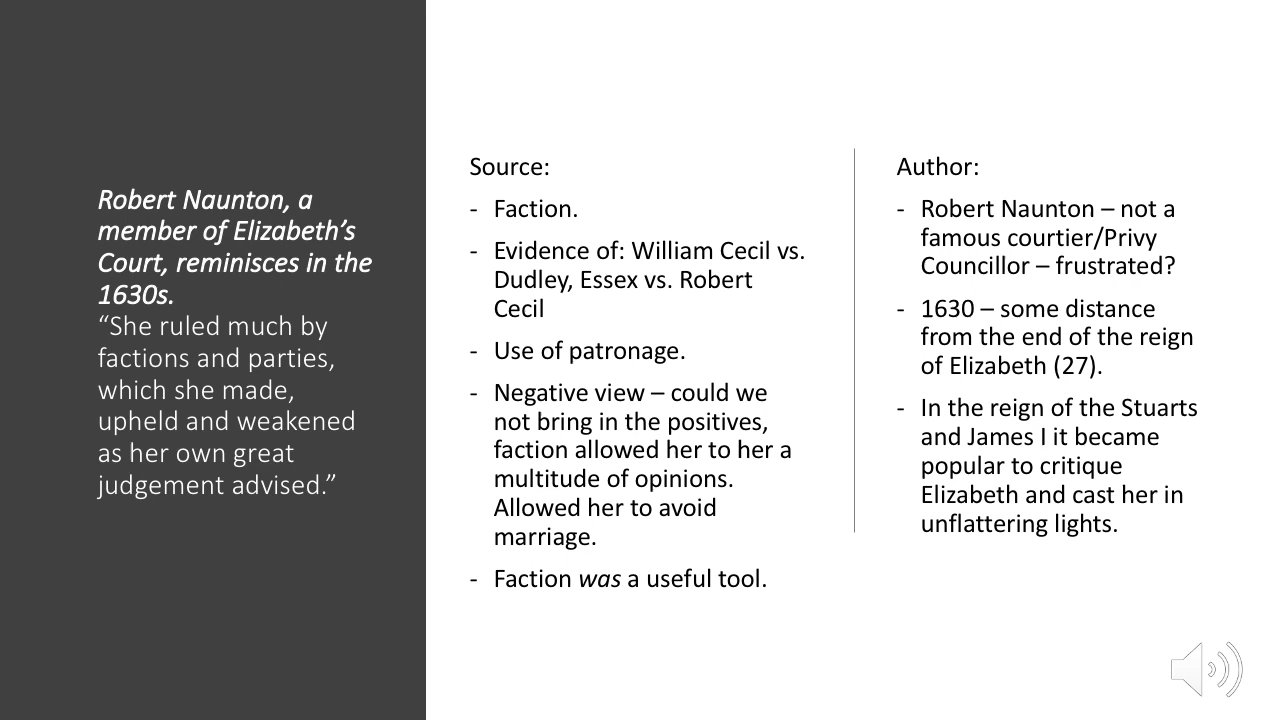 Robert Naunton, a
member of Elizabeth’s
Court, reminisces in the
1630s.
“She ruled much by
factions and parties,
which she made,
upheld and weakened
as her own great
judgement advised.”
Source:
- Faction.
- Evidence of: William Cecil vs.
Dudley, Essex vs. Robert
Cecil
- Use of patronage.
- Negative view – could we
not bring in the positives,
faction allowed her to her a
multitude of opinions.
Allowed her to avoid
marriage.
- Faction was a useful tool.
Author:
- Robert Naunton – not a
famous courtier/Privy
Councillor – frustrated?
- 1630 – some distance
from the end of the reign
of Elizabeth (27).
- In the reign of the Stuarts
and James I it became
popular to critique
Elizabeth and cast her in
unflattering lights.